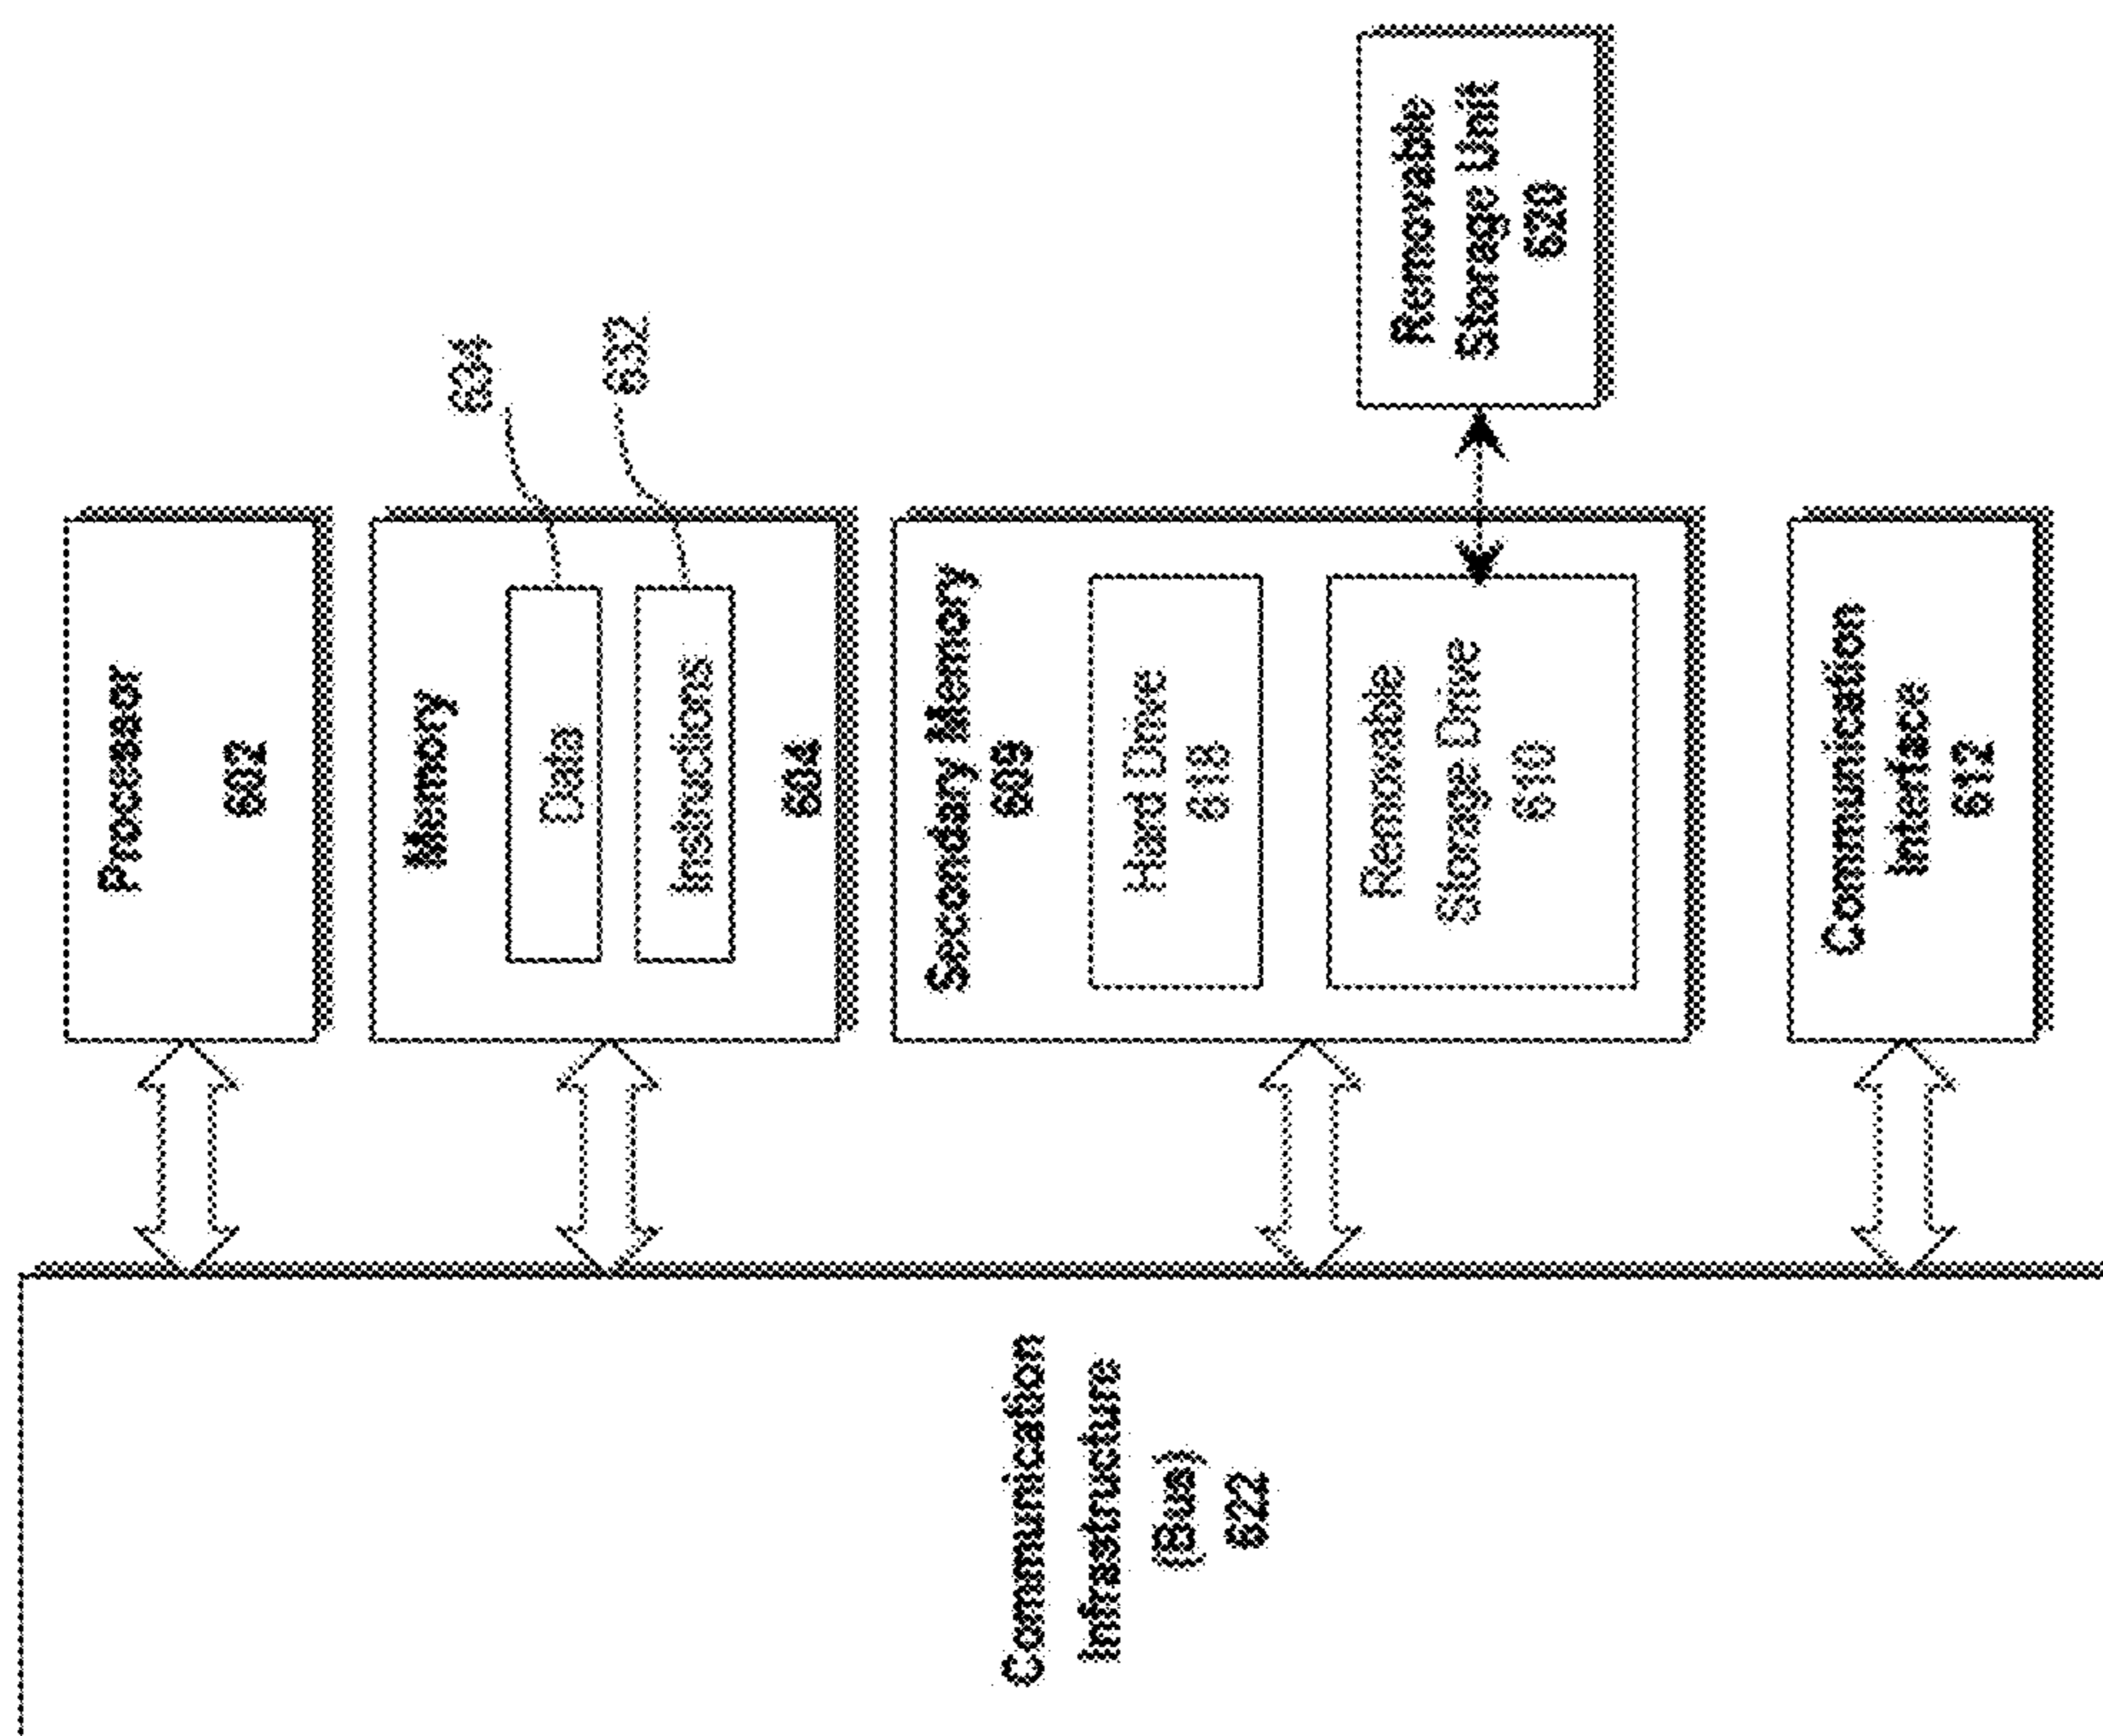 Communication
Infrastructure
(Bus)
622
Processor
602
Memory
Data
634
Instructions
632
604
Secondary Memory
609
Hard Drive
618
Removable
Storage Drive
610
Removable
Storage Unit
620
Communication
Interface
612